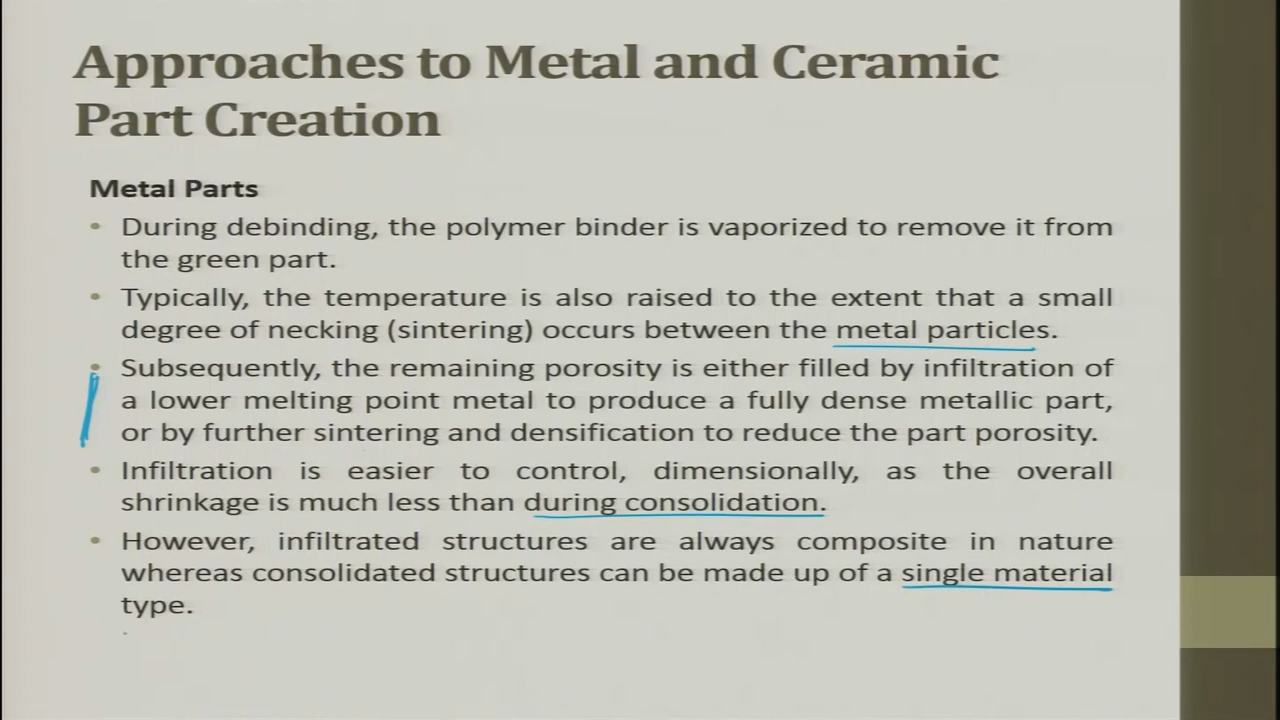 Approaches to Metal and Ceramic
Part Creation
Metal Parts
• During debinding, the polymer binder is vaporized to remove it from
the green part.
• Typically, the temperature is also raised to the extent that a small
degree of necking (sintering) occurs between the metal particles.
• Subsequently, the remaining porosity is either filled by infiltration of
a lower melting point metal to produce a fully dense metallic part,
or by further sintering and densification to reduce the part porosity.
• Infiltration is easier to control, dimensionally, as the overall
shrinkage is much less than during consolidation.
• However, infiltrated structures are always composite in nature
whereas consolidated structures can be made up of a single material
type.